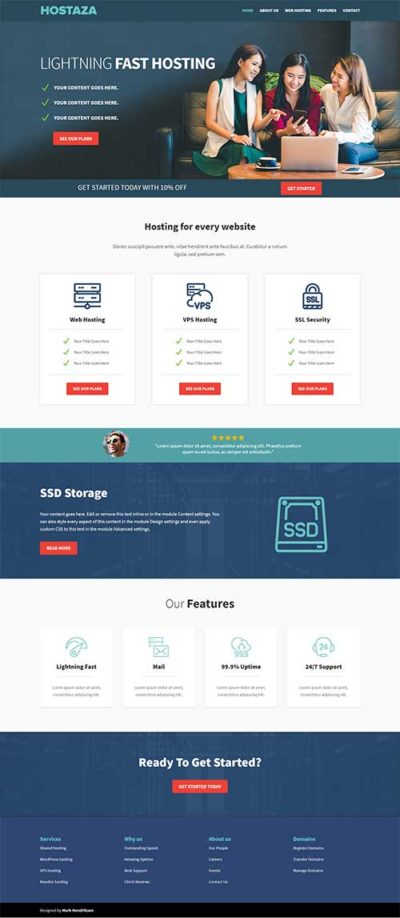 HOSTAZA
HOME ABOUT US WEB HOSTING FEATURES CONTACT
LIGHTNING FAST HOSTING
YOUR CONTENT GOES HERE.
YOUR CONTENT GOES HERE.
YOUR CONTENT GOES HERE.
SEE OUR PLANS
GET STARTED TODAY WITH 10% OFF
GET STARTED
Hosting for every website
Donec suscipit posuere ante, vitae hendrerit ante faucibus at. Curabitur a rutrum
ligula, sed pretium sem.
Web Hosting
Your Title Goes Here
Your Title Goes Here
Your Title Goes Here
SEE OUR PLANS
VPS
VPS Hosting
Your Title Goes Here
Your Title Goes Here
Your Title Goes Here
SEE OUR PLANS
SSL
SSL Security
Your Title Goes Here
Your Title Goes Here
Your Title Goes Here
SEE OUR PLANS
"Lorem ipsum dolor sit amet, consectetur adipiscing elit. Phasellus pretium
quam eu est luctus, ac semper est sollicitudin."
SSD Storage
Your content goes here. Edit or remove this text inline or in the module Content settings. You
can also style every aspect of this content in the module Design settings and even apply
custom CSS to this text in the module Advanced settings.
READ MORE
SSD
Our Features
Lightning Fast
Lorem ipsum dolor sit amet,
consectetur adipiscing elit.
Mail
Lorem ipsum dolor sit amet,
consectetur adipiscing elit.
99.9
99.9% Uptime
Lorem ipsum dolor sit amet,
consectetur adipiscing elit.
24
24/7 Support
Lorem ipsum dolor sit amet,
consectetur adipiscing elit.
Ready To Get Started?
GET STARTED TODAY
Services
Shared Hosting
WordPress hosting
VPS hosting
Reseller hosting
Why us
Outstanding Speed
Amazing Uptime
Best Support
Client Reviews
About us
Our People
Careers
Events
Contact Us
Domains
Register Domains
Transfer Domains
Manage Domains
Designed by Mark Hendriksen